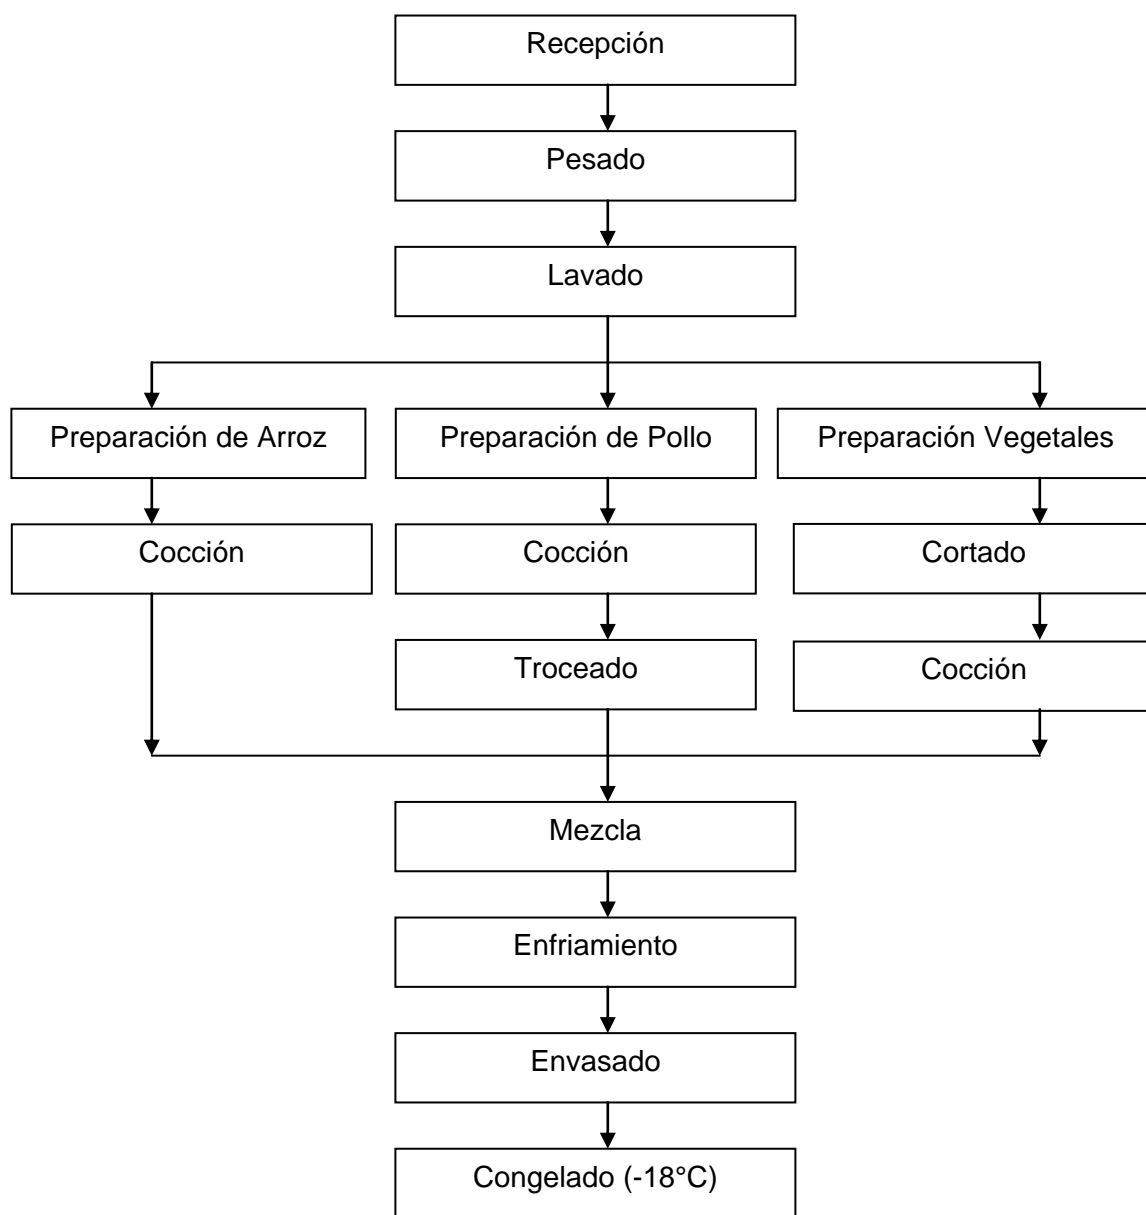 Recepción
Pesado
Lavado
Preparación de Arroz
Preparación de Pollo
Preparación Vegetales
Cocción
Cocción
Cortado
Troceado
Cocción
Mezcla
Enfriamiento
Envasado
Congelado (-18°C)